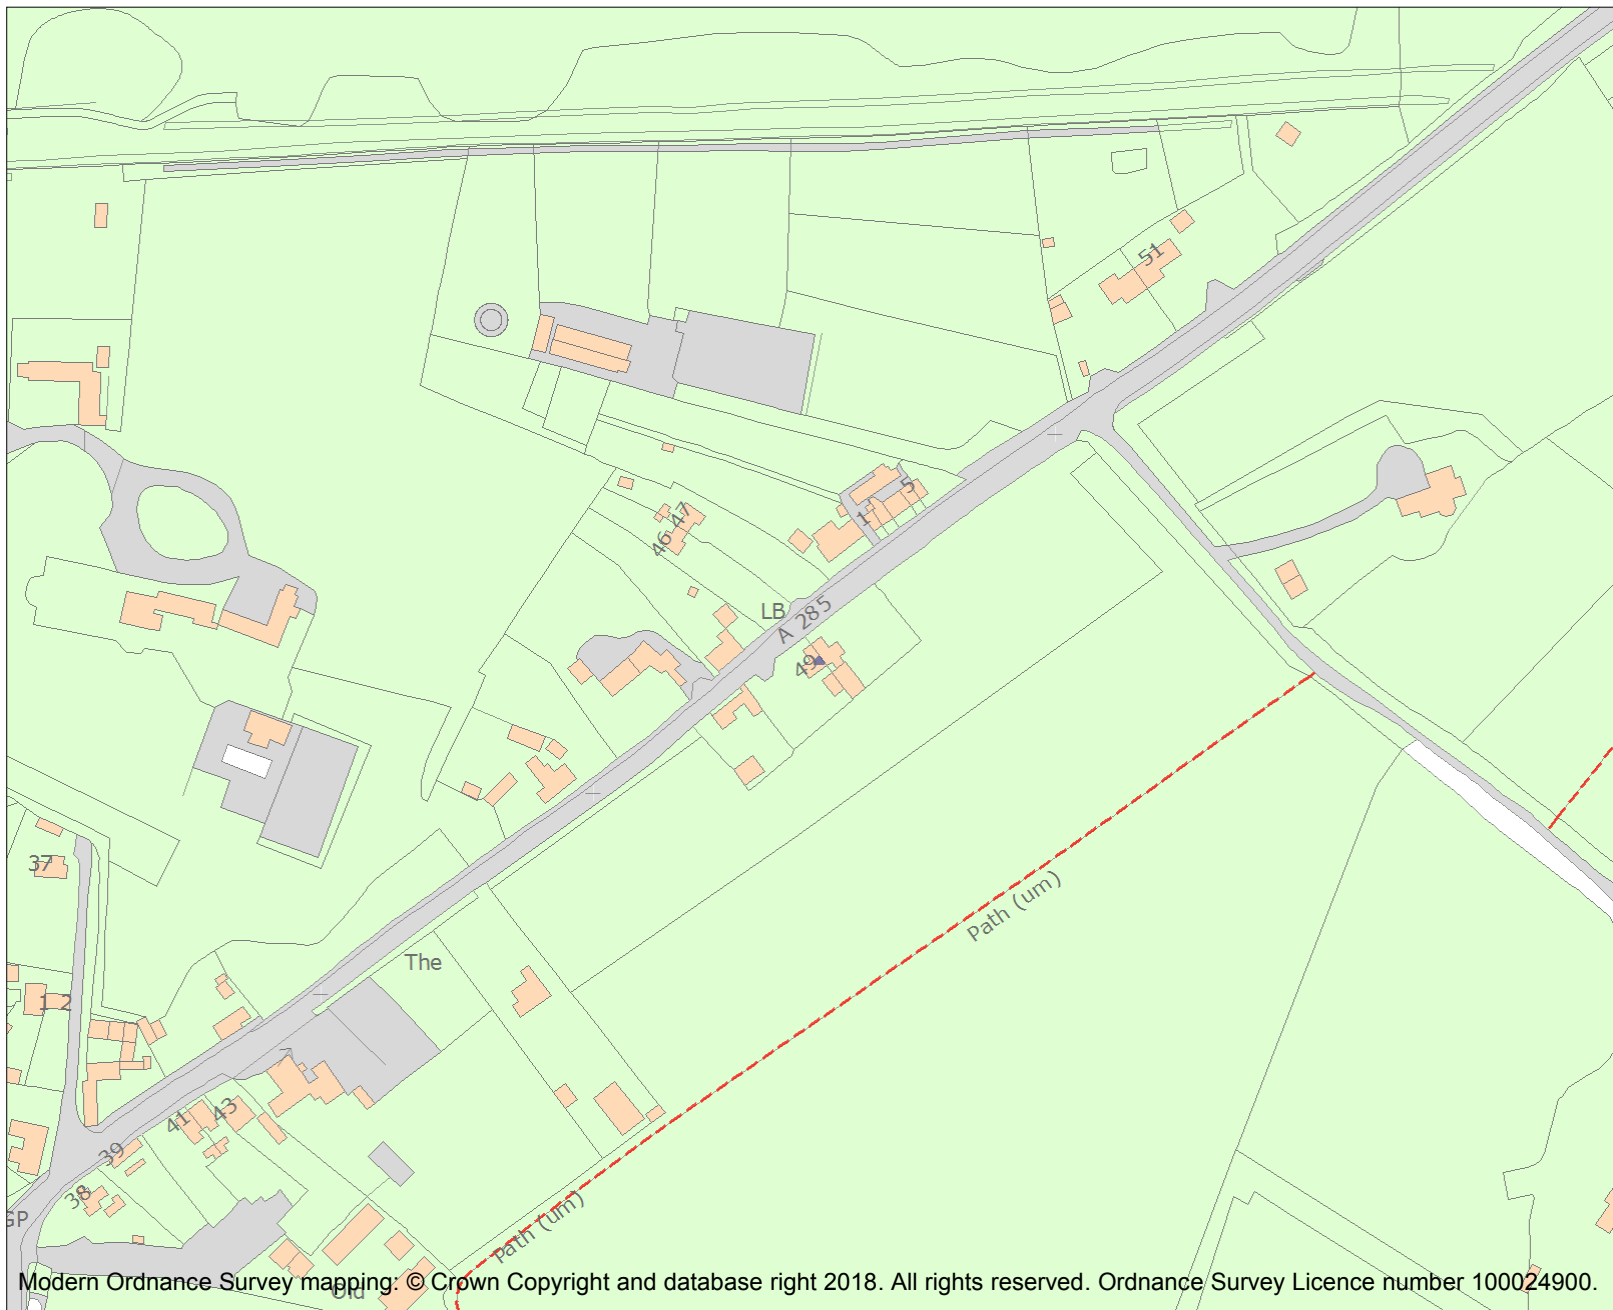 51
5
1
47
46
LB
A 285
49
37
Path (um)
The
1 2
43
41
39
38
GP
Path (um)
Old
Modern Ordnance Survey mapping: © Crown Copyright and database right 2018. All rights reserved. Ordnance Survey Licence number 100024900.